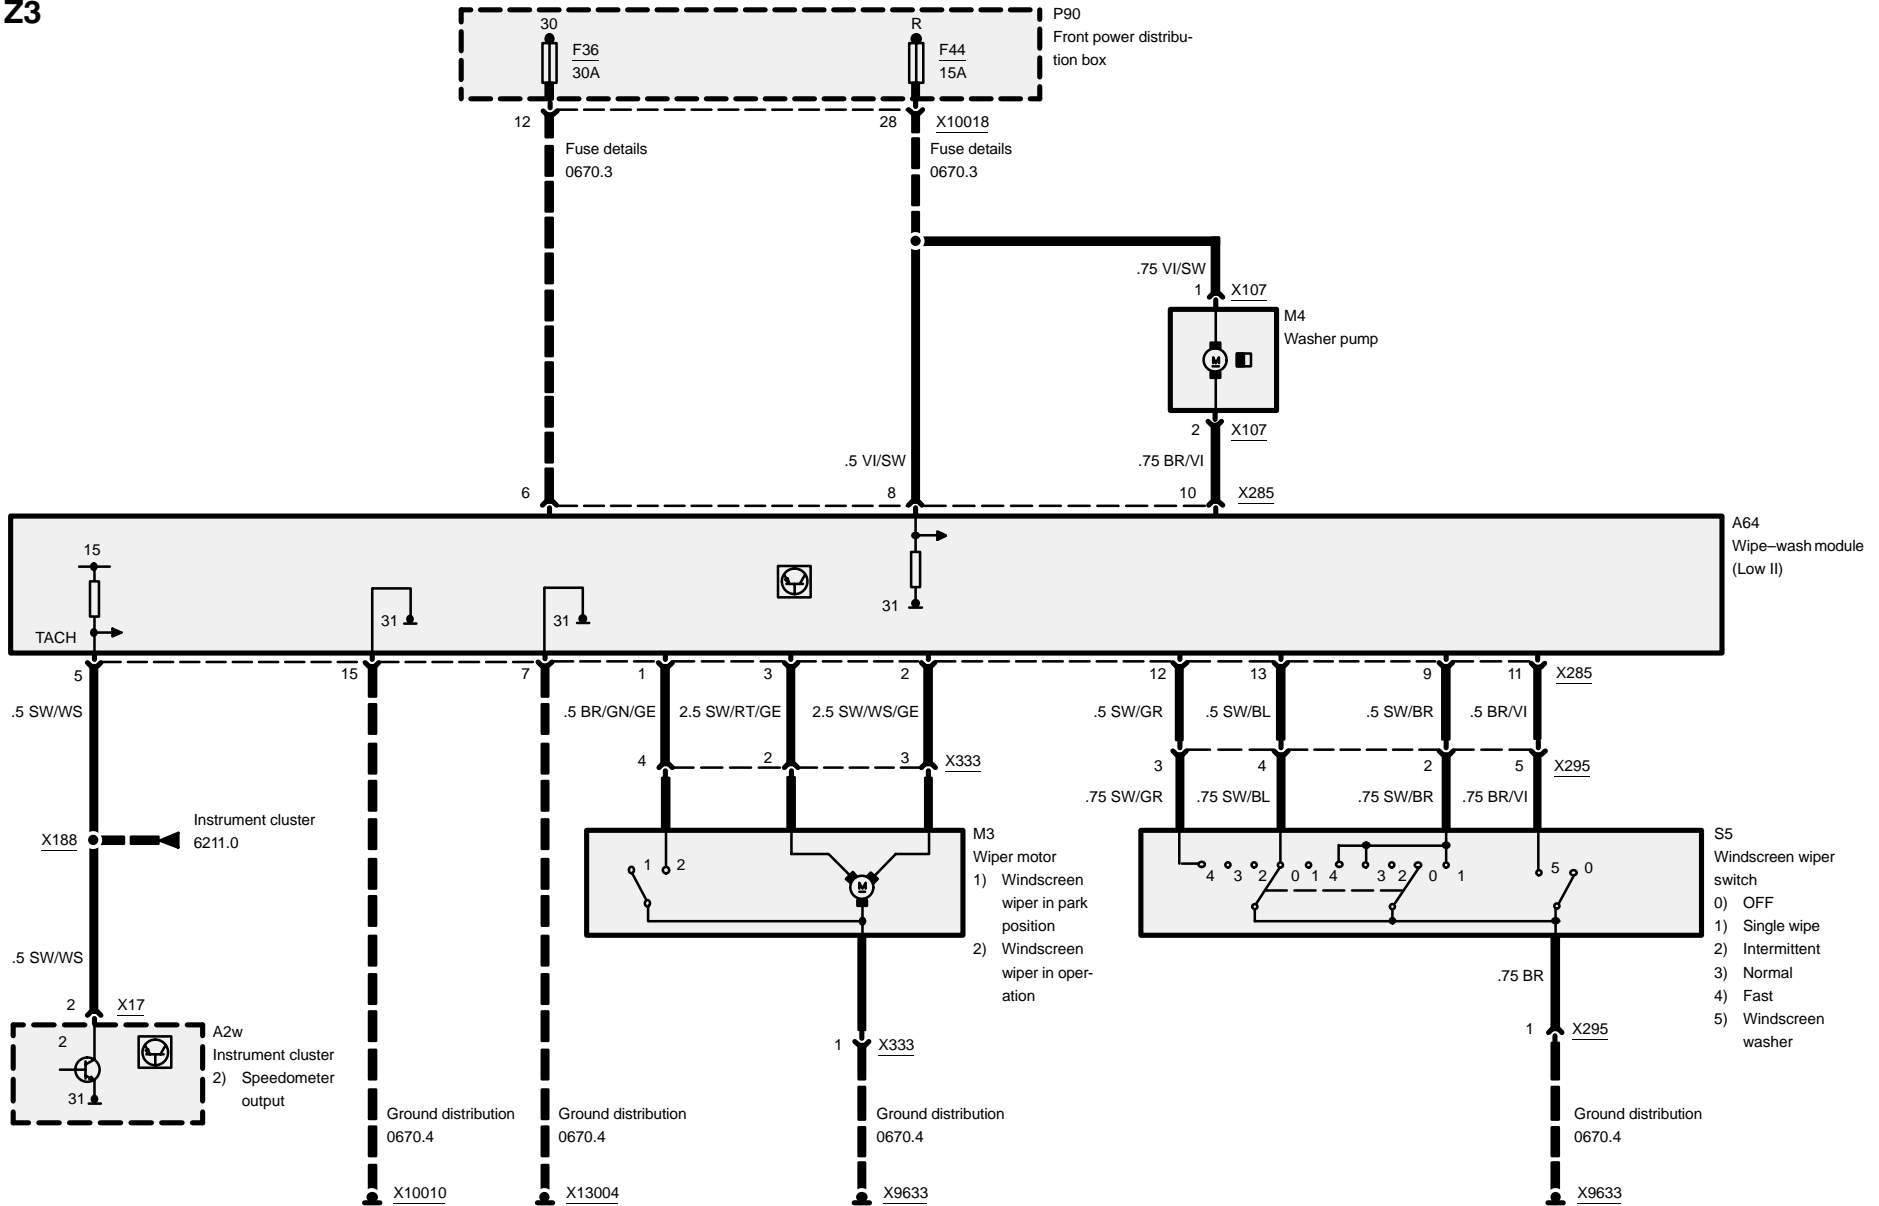 Z3
30
R
P90
F36
F44
Front power distribu-
30A
15A
tion box
12
28
X10018
Fuse details
Fuse details
0670.3
0670.3
.75 VI/SW
1
X107
M4
Washer pump
M
2
X107
.5 VI/SW
.75 BR/VI
6
8
10
X285
A64
Wipe–wash module
(Low II)
15
31
31
31
TACH
5
15
7
1
3
2
12
13
9
11
X285
.5 SW/WS
.5 BR/GN/GE
2.5 SW/RT/GE
2.5 SW/WS/GE
.5 SW/GR
.5 SW/BL
.5 SW/BR
.5 BR/VI
4
2
3
X333
3
4
2
5
X295
.75 SW/GR
.75 SW/BL
.75 SW/BR
.75 BR/VI
X188
Instrument cluster
6211.0
M3
Wiper motor
1) Windscreen
wiper in park
position
2) Windscreen
wiper in oper-
ation
1
2
M
4
3
2
0
1
4
3
2
0
1
5
0
S5
Windscreen wiper
switch
0) OFF
1) Single wipe
2) Intermittent
3) Normal
4) Fast
5) Windscreen
washer
.5 SW/WS
.75 BR
2
X17
A2w
Instrument cluster
2) Speedometer
output
2
31
1
X333
1
X295
Ground distribution
0670.4
Ground distribution
0670.4
Ground distribution
0670.4
Ground distribution
0670.4
X10010
X13004
X9633
X9633